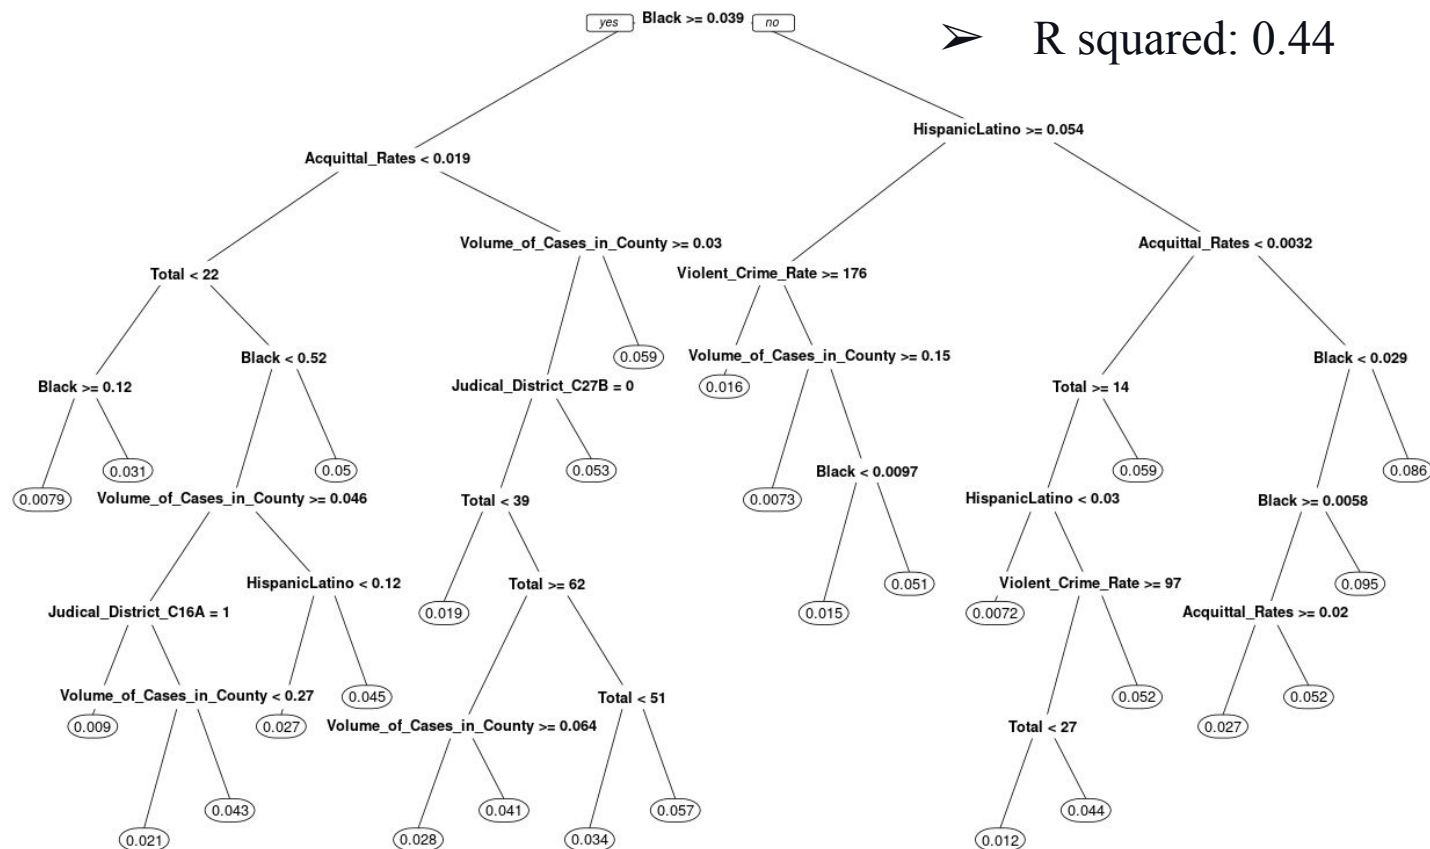 yes Black >= 0.039 no
➢ R squared: 0.44
HispanicLatino >= 0.054
Acquittal_Rates < 0.019
Volume_of_Cases_in_County >= 0.03
Acquittal_Rates < 0.0032
Total < 22
Violent_Crime_Rate >= 176
Black < 0.52
0.059
Volume_of_Cases_in_County >= 0.15
Black < 0.029
Black >= 0.12
Judical_District_C27B = 0
0.016
Total >= 14
0.031
0.05
0.053
Black < 0.0097
0.059
0.086
0.0079
Volume_of_Cases_in_County >= 0.046
Total < 39
0.0073
HispanicLatino < 0.03
Black >= 0.0058
HispanicLatino < 0.12
Total >= 62
0.051
Violent_Crime_Rate >= 97
0.095
Judical_District_C16A = 1
0.019
0.015
0.0072
Acquittal_Rates >= 0.02
Volume_of_Cases_in_County < 0.27
0.045
Total < 51
0.052
0.052
0.009
0.027
Volume_of_Cases_in_County >= 0.064
Total < 27
0.027
0.043
0.041
0.057
0.044
0.021
0.028
0.034
0.012